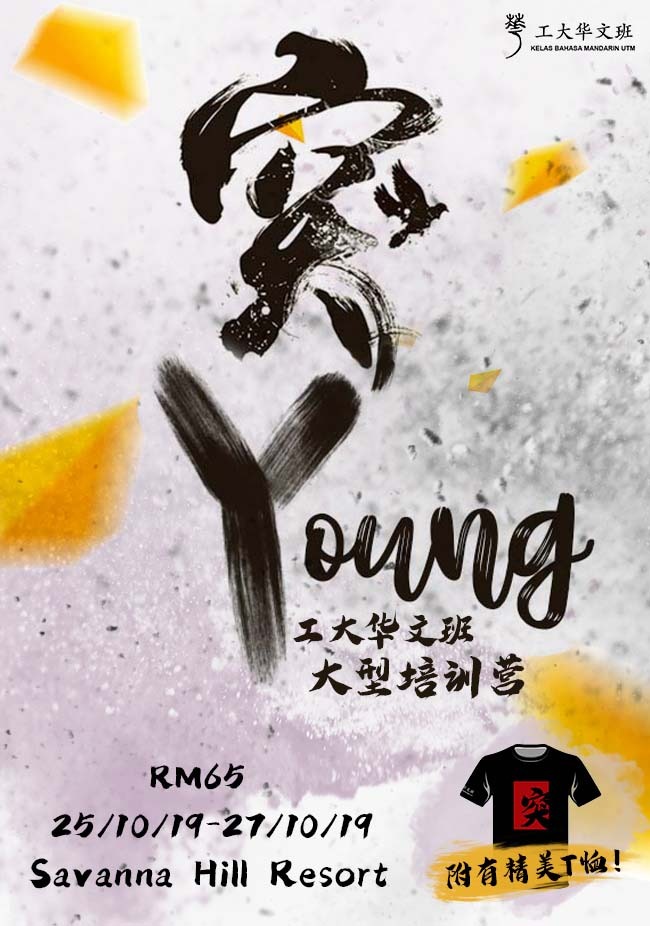 工大华文班
KELAS BAHASA MANDARIN UTM
突
Young
工大华文班
大型培训营
RM65
25/10/19-27/10/19
Savanna Hill Resort
突
附有精美T恤!